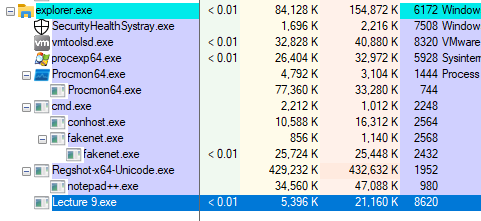 explorer.exe < 0.01 84,128 K 154,872 K 6172 Window
SecurityHealthSystray.exe 1,696 K 2,216 K 7508 Window
vmtoolsd.exe < 0.01 32,828 K 40,880 K 8320 VMware
procexp64.exe < 0.01 26,404 K 32,972 K 5928 Sysintern
Procmon64.exe 4,792 K 3,104 K 1444 Process
Procmon64.exe 77,360 K 33,280 K 744
cmd.exe 2,212 K 1,012 K 2248
conhost.exe 10,588 K 16,312 K 2564
fakenet.exe 856 K 1,140 K 2568
fakenet.exe < 0.01 25,724 K 25,448 K 2432
Regshot-x64-Unicode.exe 429,232 K 432,632 K 1952
notepad++.exe 34,560 K 47,088 K 980
Lecture 9.exe < 0.01 5,396 K 21,160 K 8620